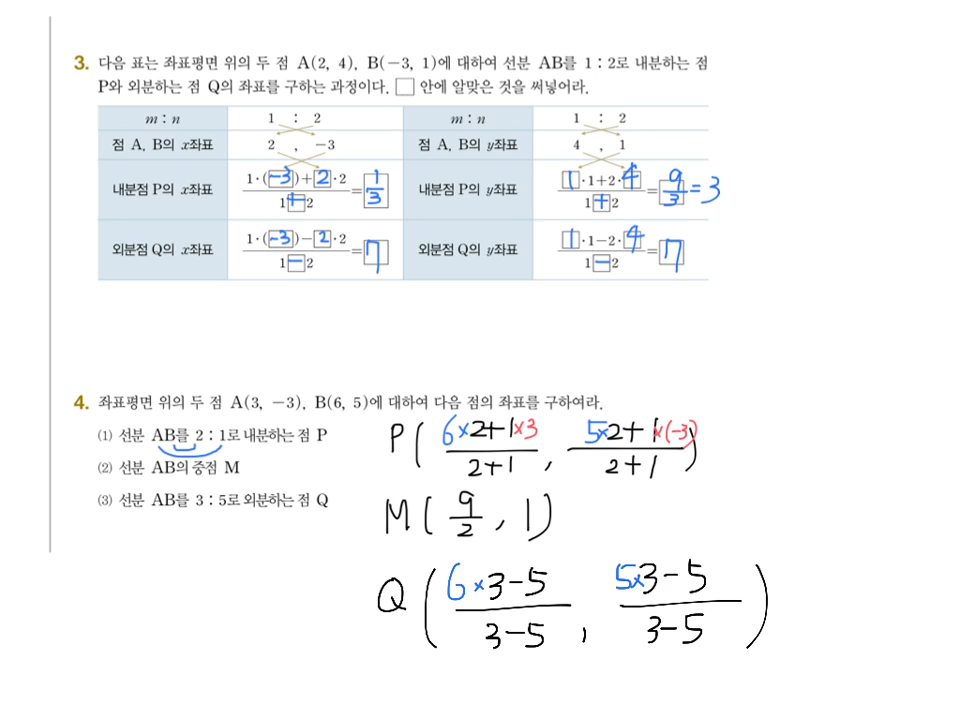 3. 다음 표는 좌표평면 위의 두 점 A(2, 4), B(−3, 1)에 대하여 선분 AB를 1 : 2로 내분하는 점
P와 외분하는 점 Q의 좌표를 구하는 과정이다. □ 안에 알맞은 것을 써넣어라.
m : n 1 : 2 m : n 1 : 2
점 A, B의 x좌표 2 , −3 점 A, B의 y좌표 4 , 1
내분점 P의 x좌표 (1·(−3)+2·2)/(1+2) = 1/3 내분점 P의 y좌표 (1·1+2·4)/(1+2) = 9/3 = 3
외분점 Q의 x좌표 (1·(−3)−2·2)/(1−2) = 7 외분점 Q의 y좌표 (1·1−2·4)/(1−2) = 7
4. 좌표평면 위의 두 점 A(3, −3), B(6, 5)에 대하여 다음 점의 좌표를 구하여라.
⑴ 선분 AB를 2 : 1로 내분하는 점 P
⑵ 선분 AB의 중점 M
⑶ 선분 AB를 3 : 5로 외분하는 점 Q
P( (6×2+1×3)/(2+1) , (5×2+1×(−3))/(2+1) )
M( 9/2 , 1)
Q( (6×3−5)/(3−5) , (5×3−5)/(3−5) )